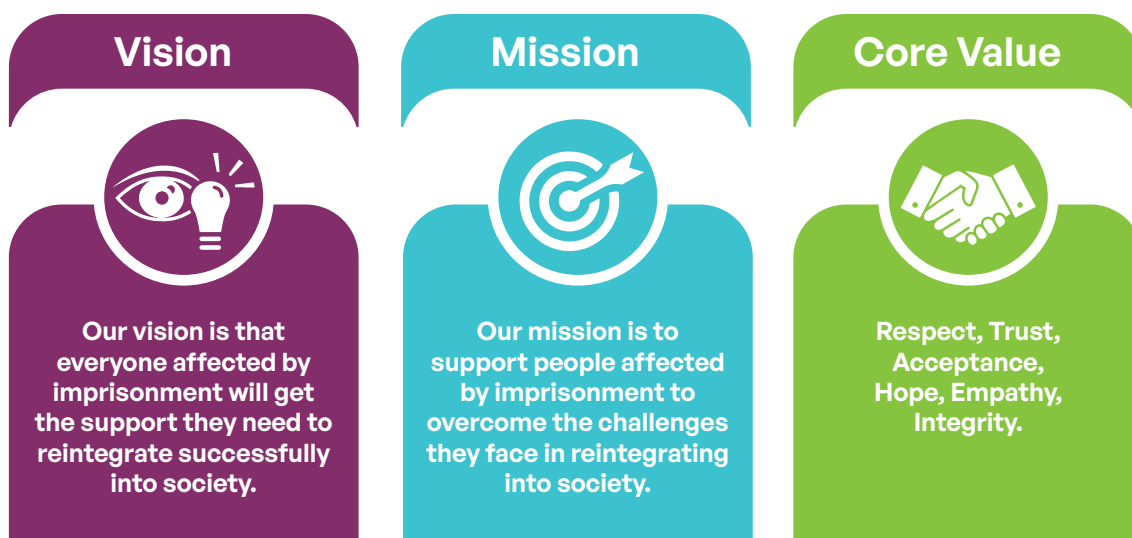 Vision
Our vision is that
everyone affected by
imprisonment will get
the support they need to
reintegrate successfully
into society.
Mission
Our mission is to
support people affected
by imprisonment to
overcome the challenges
they face in reintegrating
into society.
Core Value
Respect, Trust,
Acceptance,
Hope, Empathy,
Integrity.